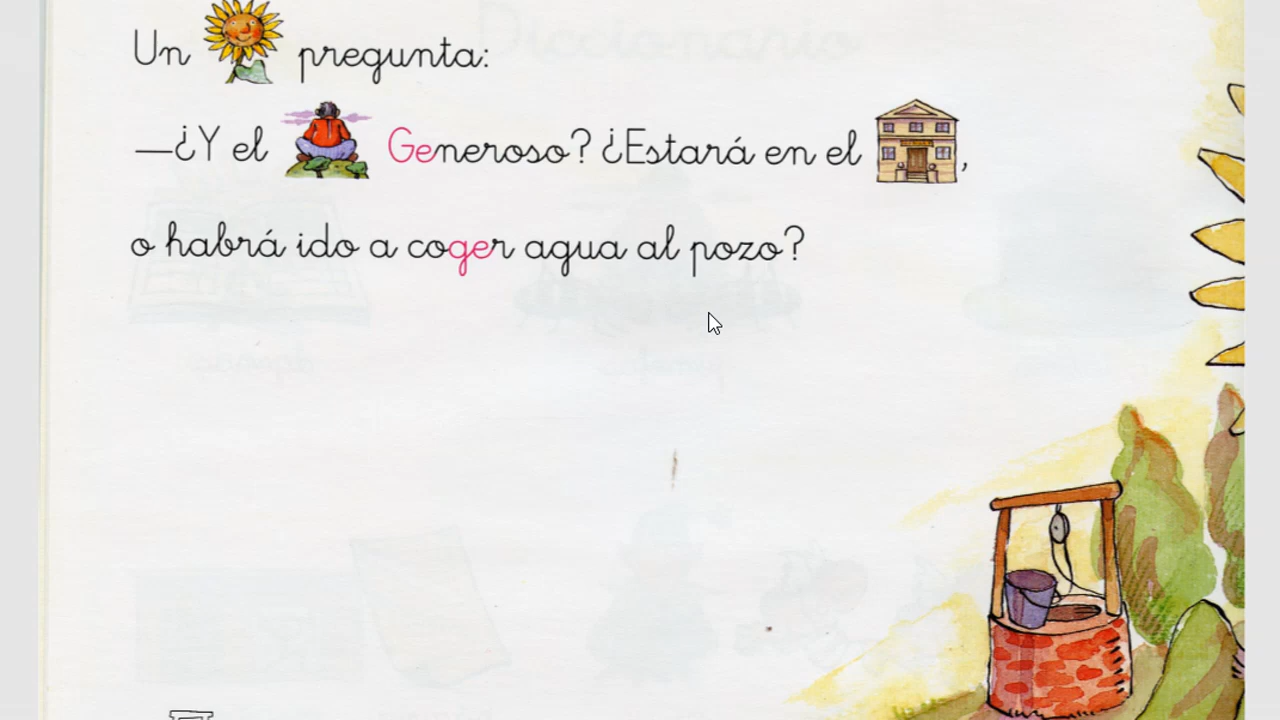 Un pregunta:
—¿Y el Generoso? ¿Estará en el ,
o habrá ido a coger agua al pozo?